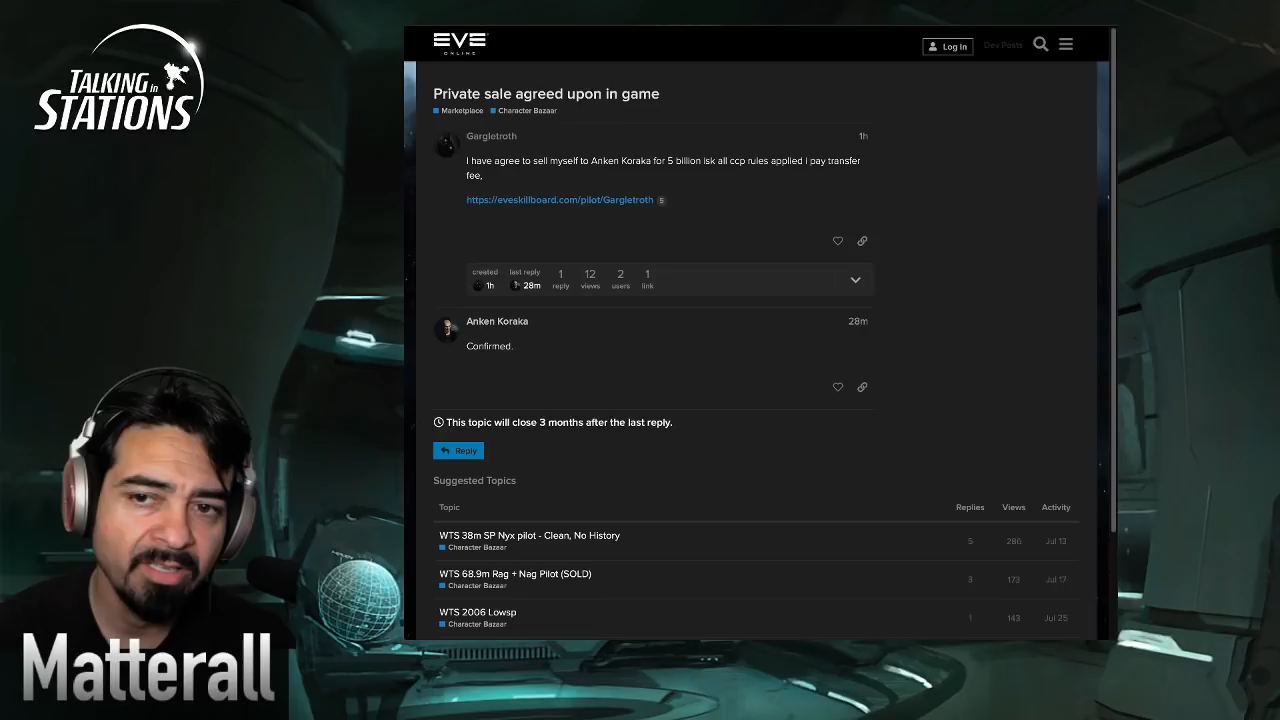 TALKING in
STATIONS
EVE
ONLINE
Log In
Dev Posts
Private sale agreed upon in game
Marketplace Character Bazaar
Gargletroth 1h
I have agree to sell myself to Anken Koraka for 5 billion isk all ccp rules applied i pay transfer
fee,
https://eveskillboard.com/pilot/Gargletroth 5
created last reply 1 12 2 1
1h 28m reply views users link
Anken Koraka 28m
Confirmed.
This topic will close 3 months after the last reply.
Reply
Suggested Topics
Topic Replies Views Activity
WTS 38m SP Nyx pilot - Clean, No History 5 286 Jul 13
Character Bazaar
WTS 68.9m Rag + Nag Pilot (SOLD) 3 173 Jul 17
Character Bazaar
WTS 2006 Lowsp 1 143 Jul 25
Character Bazaar
Matterall